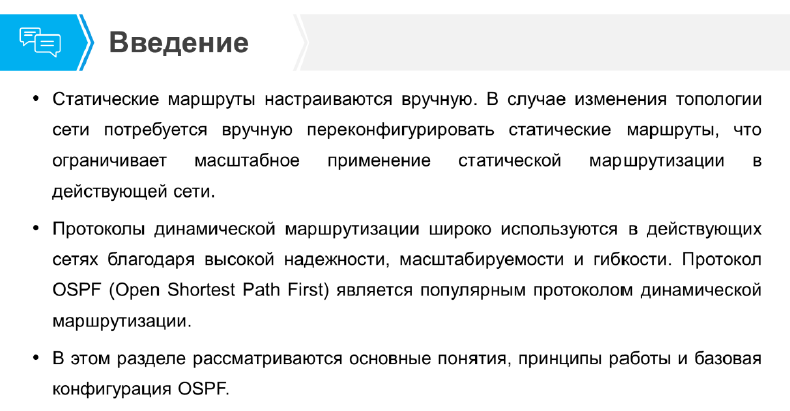 Введение
• Статические маршруты настраиваются вручную. В случае изменения топологии
сети потребуется вручную переконфигурировать статические маршруты, что
ограничивает масштабное применение статической маршрутизации в
действующей сети.
• Протоколы динамической маршрутизации широко используются в действующих
сетях благодаря высокой надежности, масштабируемости и гибкости. Протокол
OSPF (Open Shortest Path First) является популярным протоколом динамической
маршрутизации.
• В этом разделе рассматриваются основные понятия, принципы работы и базовая
конфигурация OSPF.